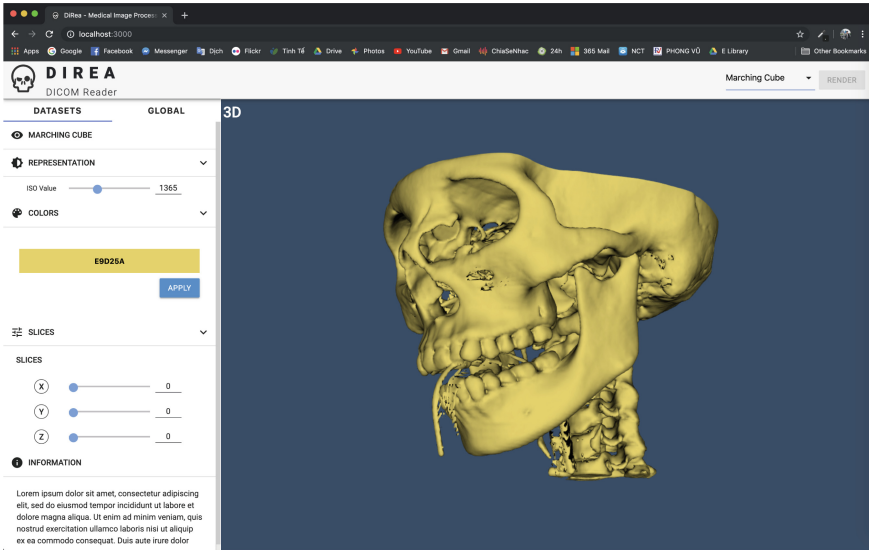 DiRea - Medical Image Process
localhost:3000
Apps Google Facebook Messenger Dịch Flickr Tinh Tế Drive Photos YouTube Gmail ChiaSeNhac 24h 365 Mail NCT PHONG VŨ E Library Other Bookmarks
DIREA
DICOM Reader
Marching Cube
RENDER
DATASETS GLOBAL
3D
MARCHING CUBE
REPRESENTATION
ISO Value 1365
COLORS
E9D25A
APPLY
SLICES
SLICES
X 0
Y 0
Z 0
INFORMATION
Lorem ipsum dolor sit amet, consectetur adipiscing
elit, sed do eiusmod tempor incididunt ut labore et
dolore magna aliqua. Ut enim ad minim veniam, quis
nostrud exercitation ullamco laboris nisi ut aliquip
ex ea commodo consequat. Duis aute irure dolor